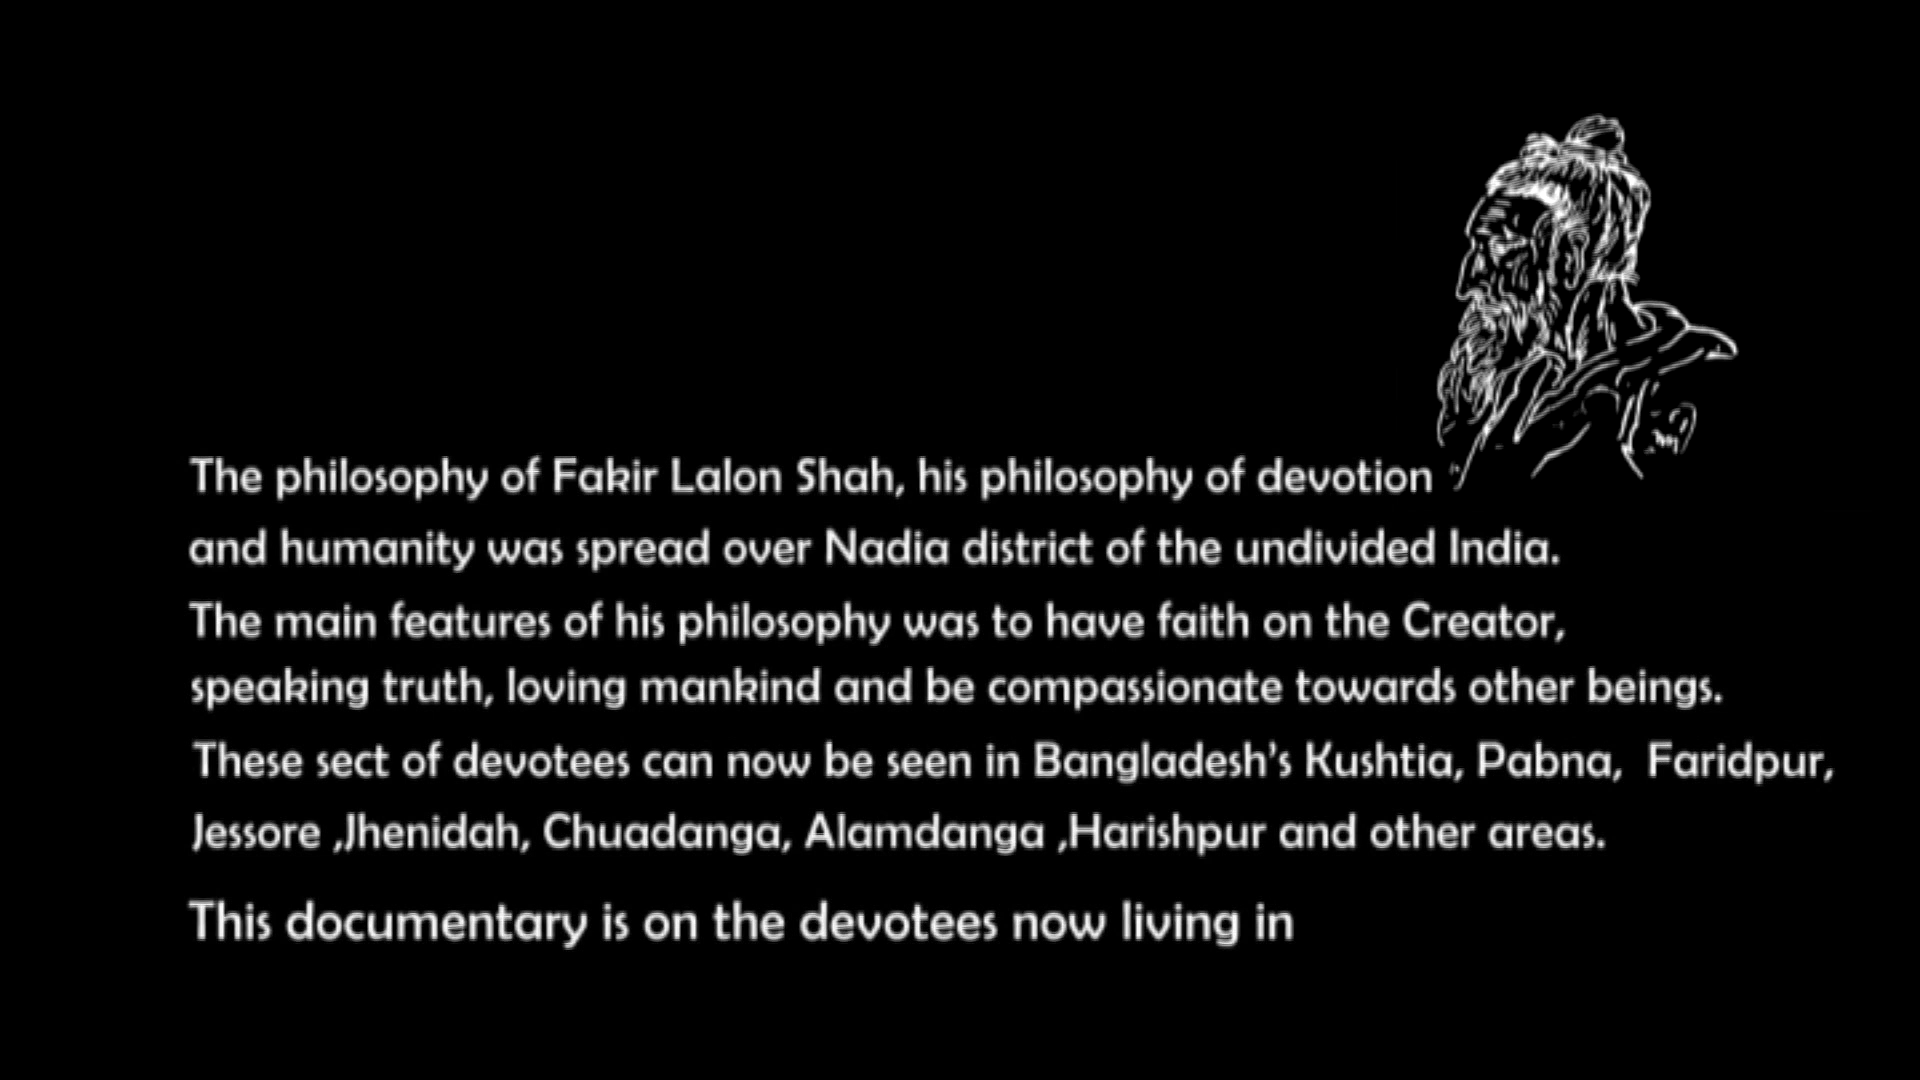 The philosophy of Fakir Lalon Shah, his philosophy of devotion
and humanity was spread over Nadia district of the undivided India.
The main features of his philosophy was to have faith on the Creator,
speaking truth, loving mankind and be compassionate towards other beings.
These sect of devotees can now be seen in Bangladesh’s Kushtia, Pabna,  Faridpur,
Jessore ,Jhenidah, Chuadanga, Alamdanga ,Harishpur and other areas.
This documentary is on the devotees now living in